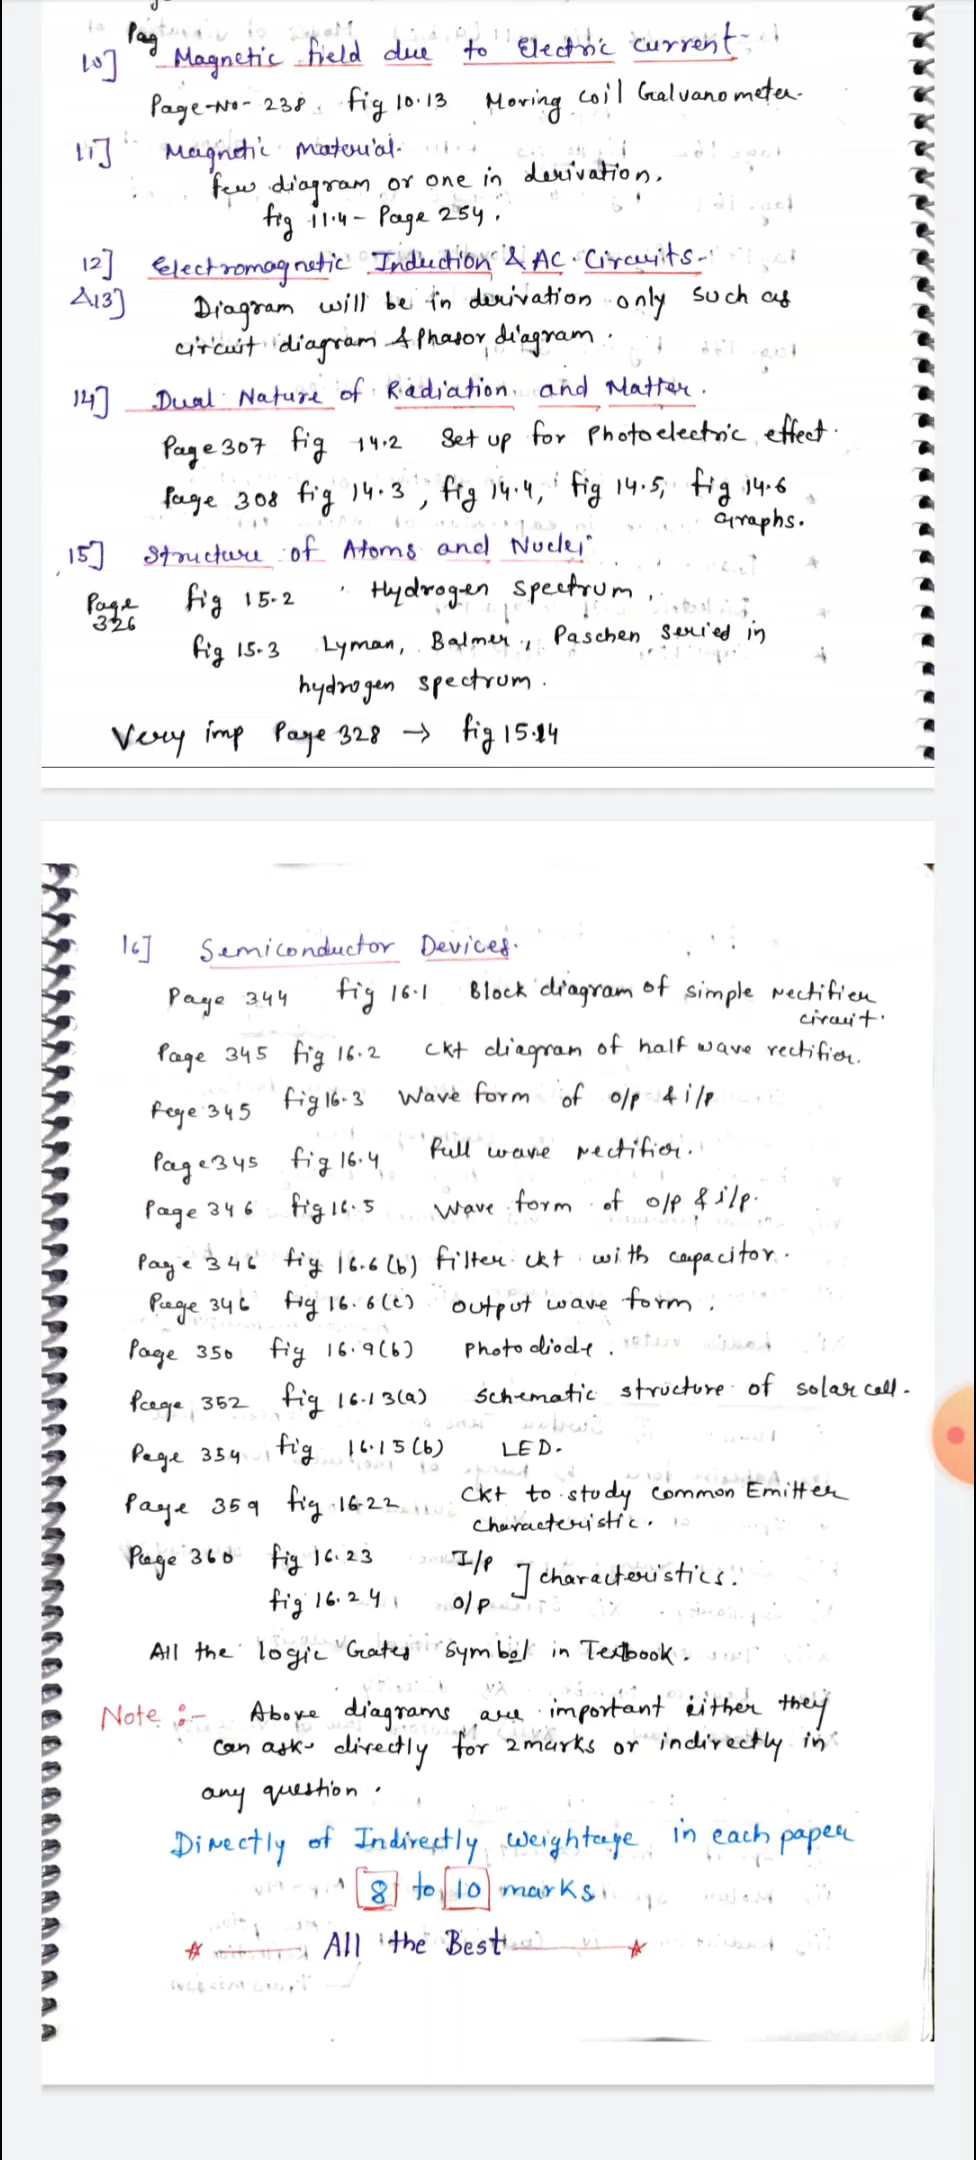 Pag
10] Magnetic field due to Electric current-
Page-No- 238. fig 10.13 Moving coil Galvanometer.
11] Magnetic material.
few diagram or one in derivation.
fig 11.4 - Page 254.
12] Electromagnetic Induction & AC. Circuits-
&13] Diagram will be in derivation only such as
circuit diagram & Phasor diagram.
14] Dual Nature of Radiation and Matter.
Page 307 fig 14.2 Set up for Photoelectric effect.
Page 308 fig 14.3, fig 14.4, fig 14.5, fig 14.6
Graphs.
15] Structure of Atoms and Nuclei
Page 326 fig 15.2 Hydrogen spectrum.
fig 15.3 Lyman, Balmer, Paschen seried in
hydrogen spectrum.
Very imp Page 328 → fig 15.14
16] Semiconductor Devices.
Page 344 fig 16.1 Block diagram of simple rectifier
circuit.
Page 345 fig 16.2 ckt diagram of half wave rectifier.
Page 345 fig 16.3 Wave form of o/p & i/p
Page 345 fig 16.4 full wave rectifier.
Page 346 fig 16.5 wave form of o/p & i/p.
Page 346 fig 16.6 (b) filter ckt with capacitor.
Page 346 fig 16.6(c) output wave form.
Page 350 fig 16.9(b) Photodiode.
Page 352 fig 16.13(a) schematic structure of solar cell.
Page 354 fig 16.15 (b) LED.
Page 359 fig 16.22 ckt to study common Emitter
characteristic.
Page 360 fig 16.23 I/p ] characteristics.
fig 16.24 o/p
All the logic Gates symbol in Textbook.
Note :- Above diagrams are important either they
can ask directly for 2marks or indirectly in
any question.
Directly of Indirectly weightage in each paper
8 to 10 marks
All the Best